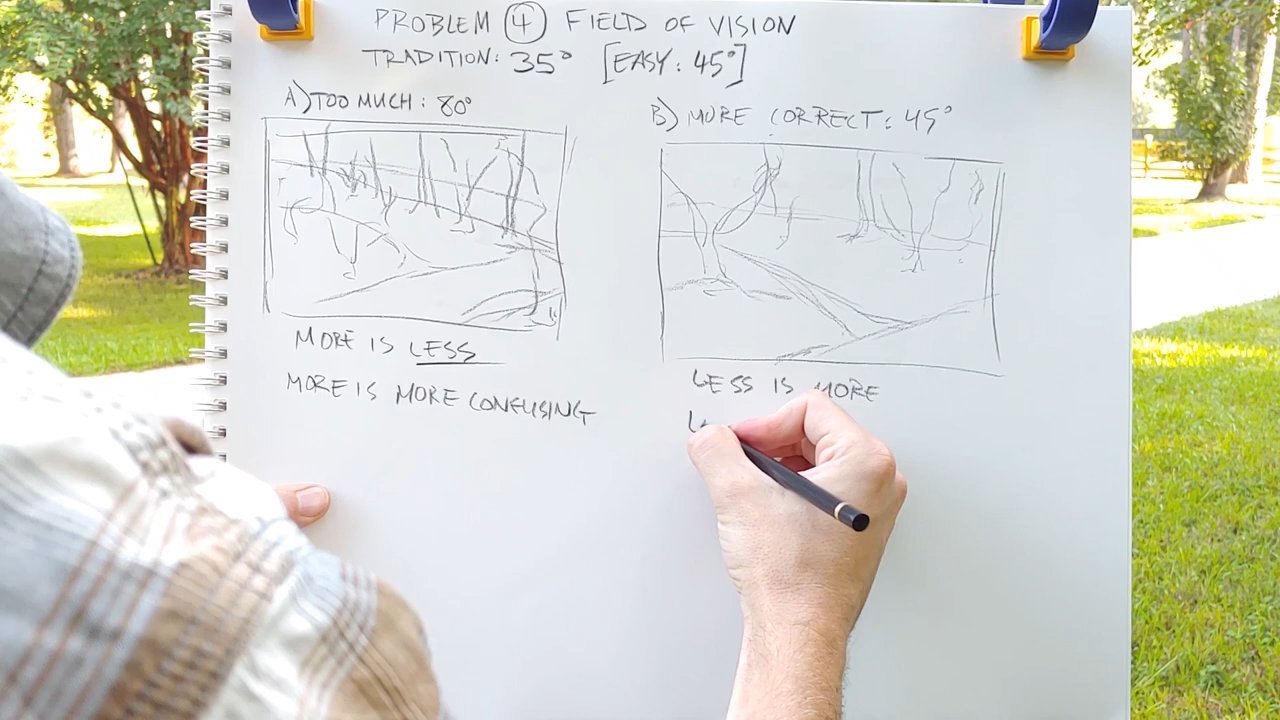 PROBLEM 4 FIELD OF VISION
TRADITION: 35° [EASY: 45°]
A) TOO MUCH: 80°
MORE IS LESS
MORE IS MORE CONFUSING
B) MORE CORRECT: 45°
LESS IS MORE